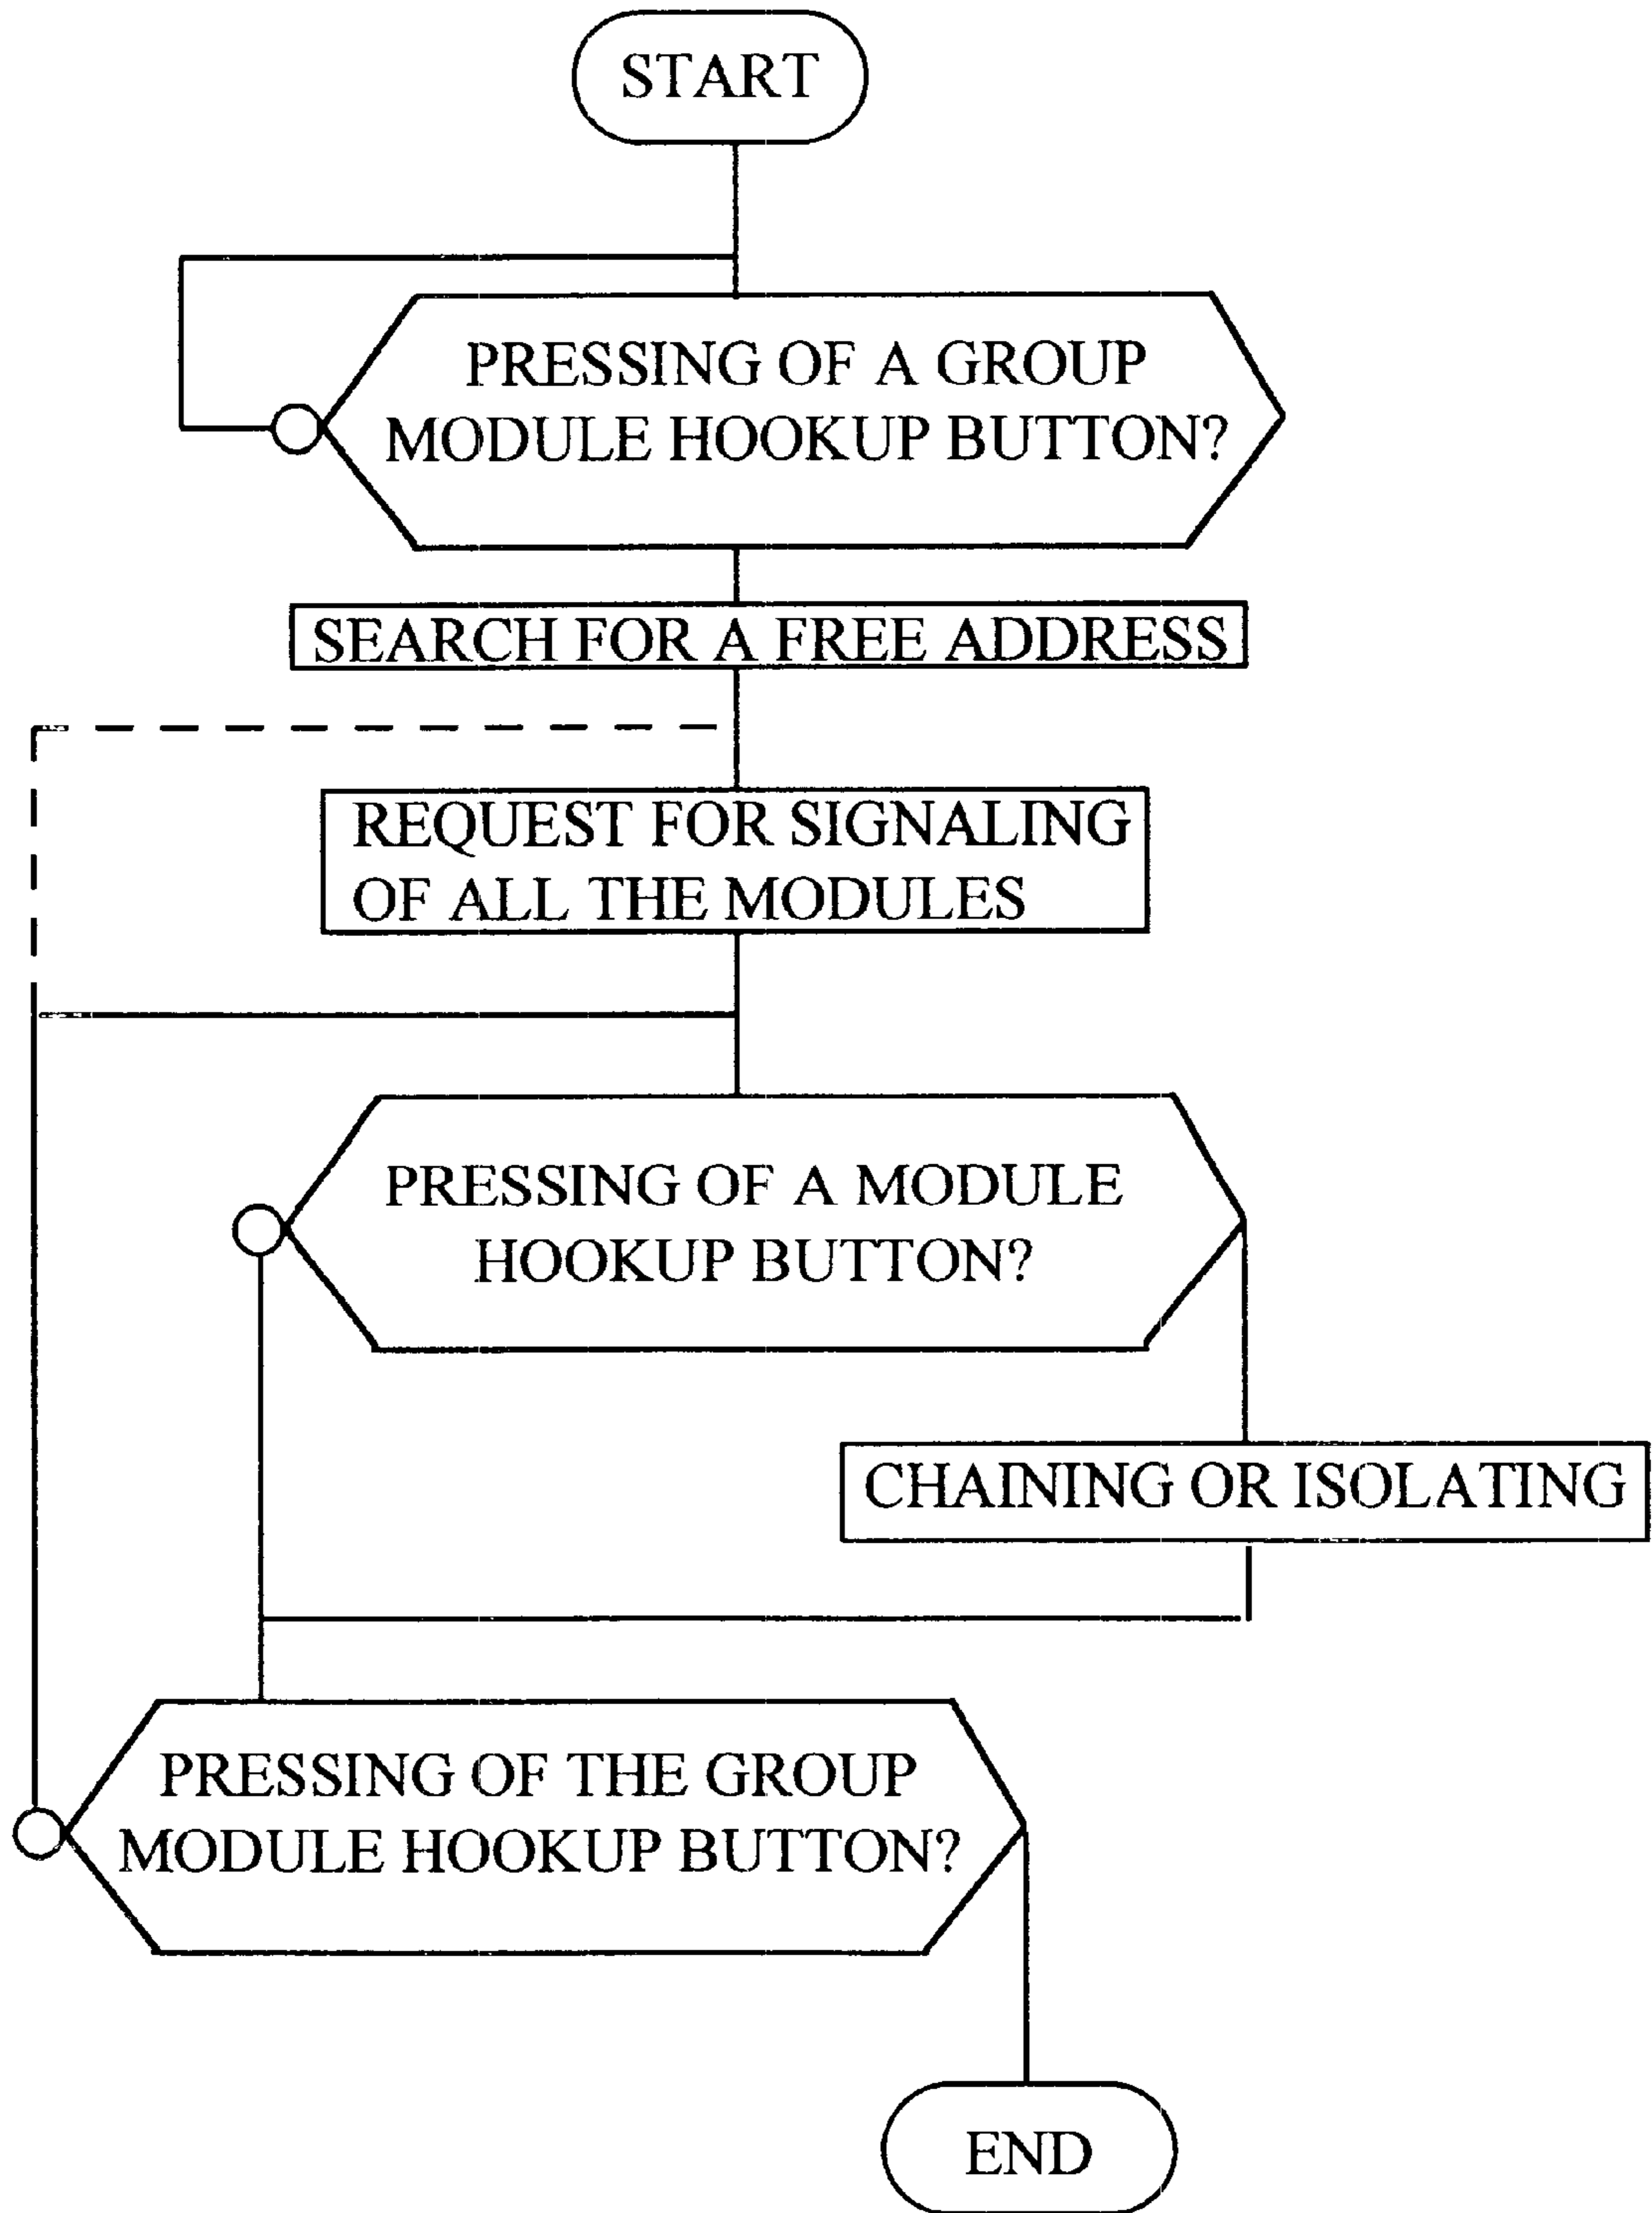 START
PRESSING OF A GROUP
MODULE HOOKUP BUTTON?
SEARCH FOR A FREE ADDRESS
REQUEST FOR SIGNALING
OF ALL THE MODULES
PRESSING OF A MODULE
HOOKUP BUTTON?
CHAINING OR ISOLATING
PRESSING OF THE GROUP
MODULE HOOKUP BUTTON?
END